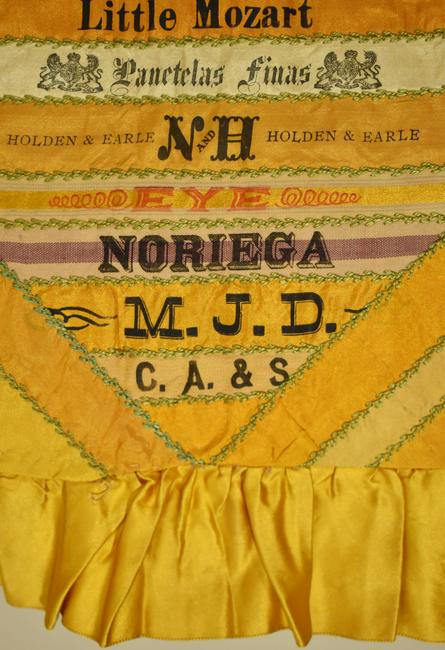 Little Mozart
Panetelas Finas
HOLDEN & EARLE N AND H HOLDEN & EARLE
EYE
NORIEGA
M. J. D.
C. A. & S